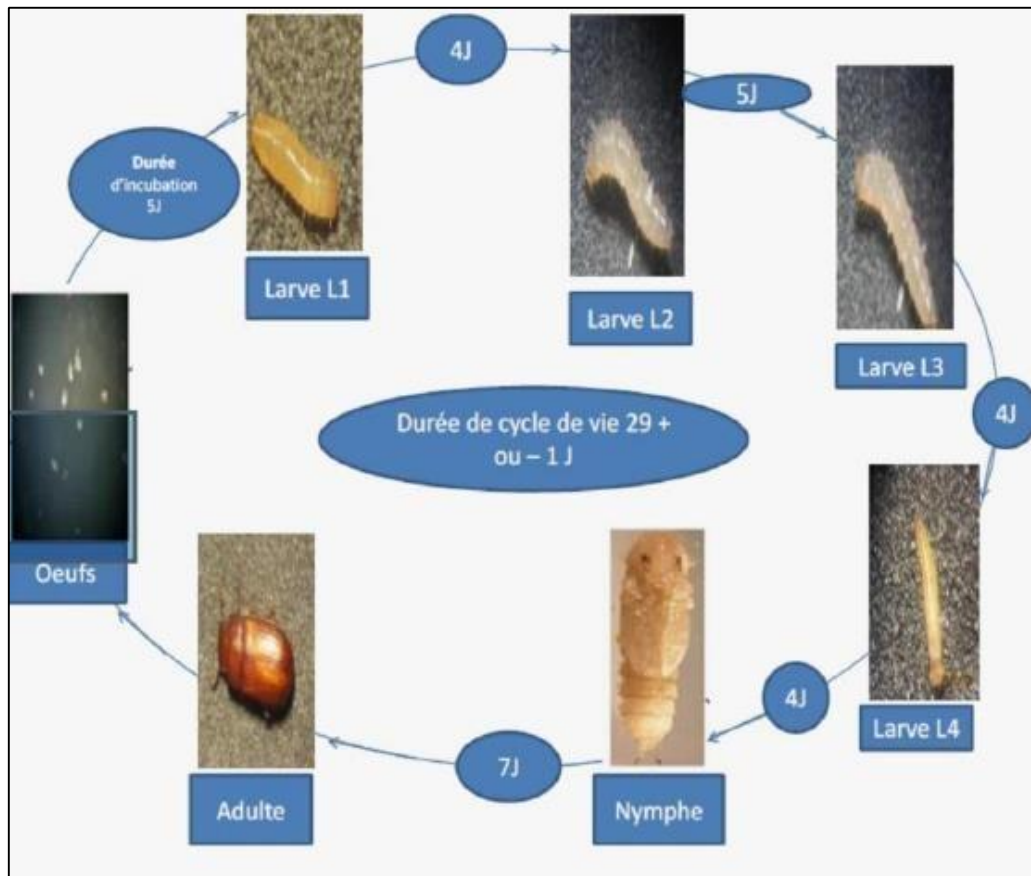 Durée
d'incubation
5J
Larve L1
4J
Larve L2
5J
Larve L3
4J
Larve L4
4J
Nymphe
7J
Adulte
Oeufs
Durée de cycle de vie 29 +
ou – 1 J